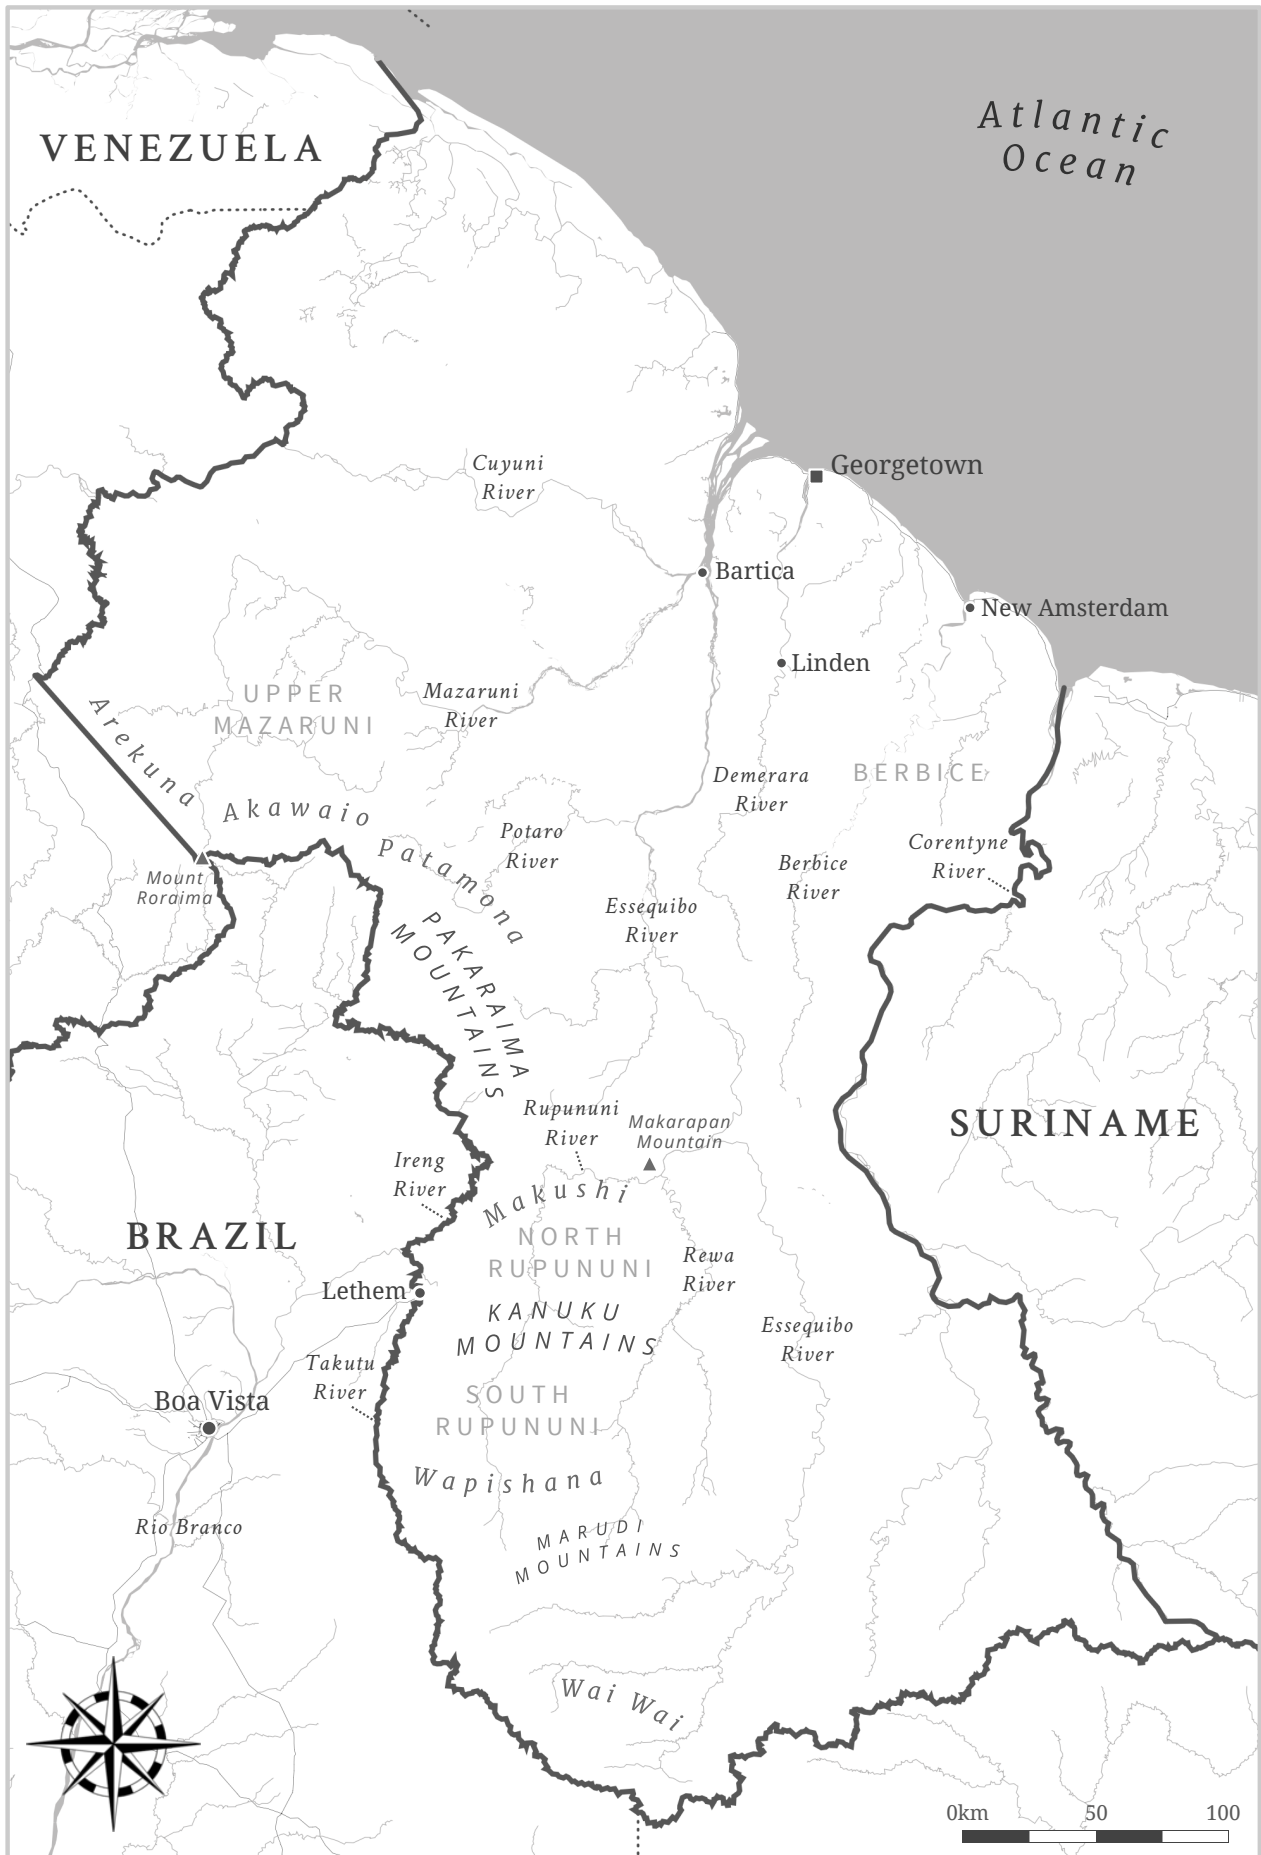 Atlantic
Ocean
VENEZUELA
Georgetown
Cuyuni
River
Bartica
New Amsterdam
Linden
UPPER
MAZARUNI
Mazaruni
River
Arekuna
Demerara
River
BERBICE
Akawaio
Potaro
River
Patamona
Corentyne
River
Berbice
River
Mount
Roraima
Essequibo
River
PAKARAIMA
MOUNTAINS
Rupununi
River
Makarapan
Mountain
SURINAME
Ireng
River
Makushi
BRAZIL
NORTH
RUPUNUNI
Rewa
River
Lethem
KANUKU
MOUNTAINS
Essequibo
River
Takutu
River
Boa Vista
SOUTH
RUPUNUNI
Wapishana
Rio Branco
MARUDI
MOUNTAINS
Wai Wai
0km 50 100